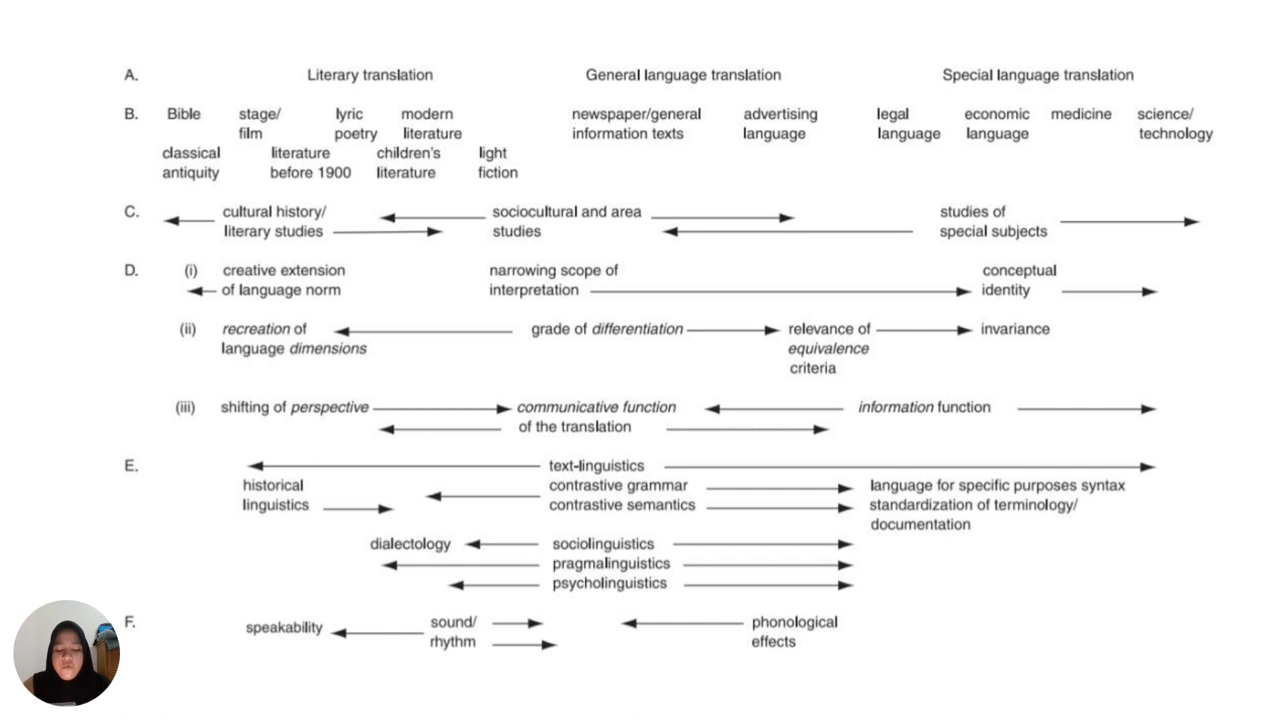 A. Literary translation General language translation Special language translation
B. Bible stage/ lyric modern newspaper/general advertising legal economic medicine science/
film poetry literature information texts language language language technology
classical literature children's light
antiquity before 1900 literature fiction
C. cultural history/ sociocultural and area studies of
literary studies studies special subjects
D. (i) creative extension narrowing scope of conceptual
of language norm interpretation identity
(ii) recreation of grade of differentiation relevance of invariance
language dimensions equivalence
criteria
(iii) shifting of perspective communicative function information function
of the translation
E. text-linguistics
historical contrastive grammar language for specific purposes syntax
linguistics contrastive semantics standardization of terminology/
documentation
dialectology sociolinguistics
pragmalinguistics
psycholinguistics
F. speakability sound/ phonological
rhythm effects